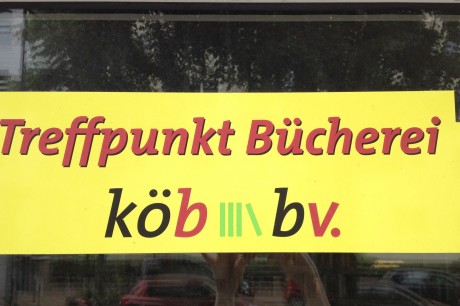 Treffpunkt Bücherei
köb bv.